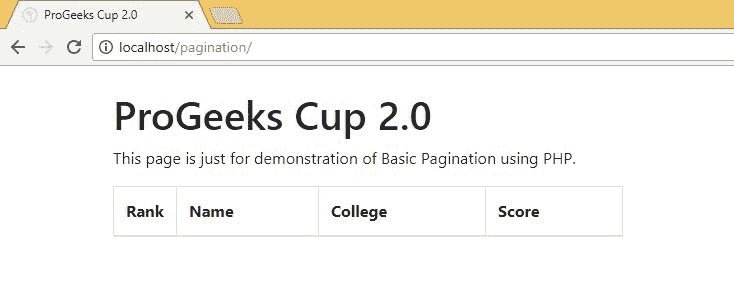 ProGeeks Cup 2.0
localhost/pagination/
ProGeeks Cup 2.0
This page is just for demonstration of Basic Pagination using PHP.
Rank Name College Score